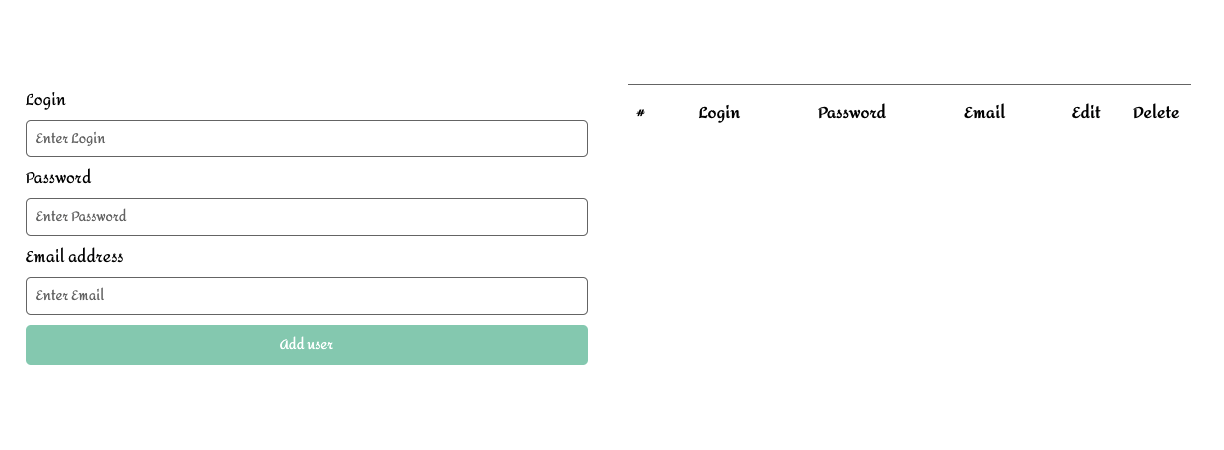 Login
Enter Login
Password
Enter Password
Email address
Enter Email
Add user
# Login Password Email Edit Delete